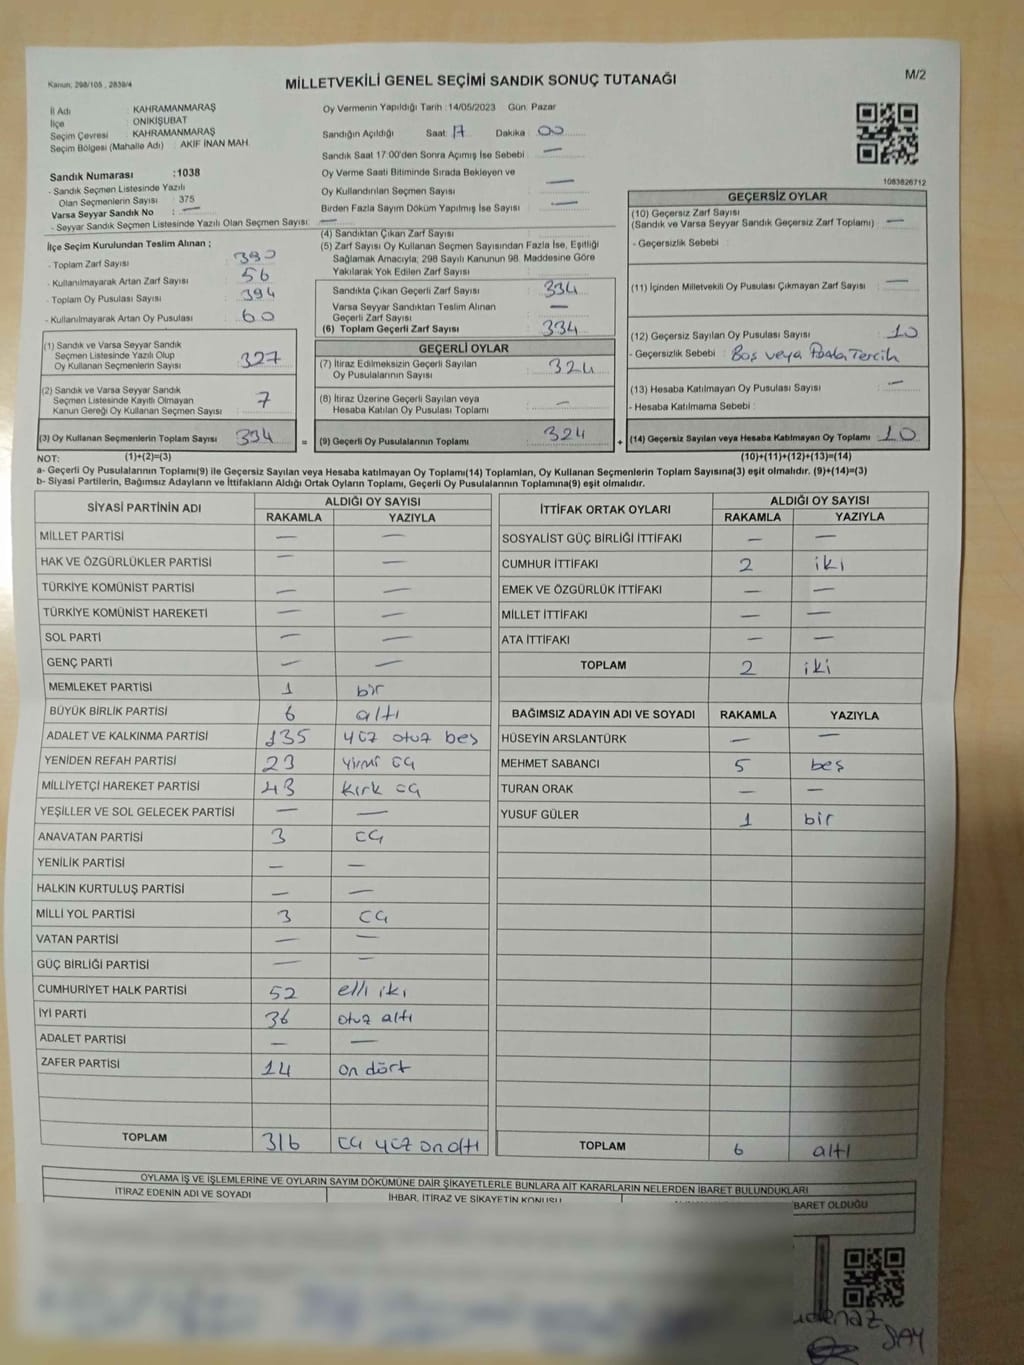 Kanun; 298/105 , 2839/4
MİLLETVEKİLİ GENEL SEÇİMİ SANDIK SONUÇ TUTANAĞI
M/2
İl Adı : KAHRAMANMARAŞ
İlçe : ONİKİŞUBAT
Seçim Çevresi : KAHRAMANMARAŞ
Seçim Bölgesi (Mahalle Adı) : AKİF İNAN MAH.
Sandık Numarası :1038
- Sandık Seçmen Listesinde Yazılı
Olan Seçmenlerin Sayısı : 375
Varsa Seyyar Sandık No : —
- Seyyar Sandık Seçmen Listesinde Yazılı Olan Seçmen Sayısı: —
İlçe Seçim Kurulundan Teslim Alınan ;
- Toplam Zarf Sayısı : 390
- Kullanılmayarak Artan Zarf Sayısı : 56
- Toplam Oy Pusulası Sayısı : 394
- Kullanılmayarak Artan Oy Pusulası : 60
(1) Sandık ve Varsa Seyyar Sandık
Seçmen Listesinde Yazılı Olup
Oy Kullanan Seçmenlerin Sayısı : 327
(2) Sandık ve Varsa Seyyar Sandık
Seçmen Listesinde Kayıtlı Olmayan
Kanun Gereği Oy Kullanan Seçmen Sayısı : 7
(3) Oy Kullanan Seçmenlerin Toplam Sayısı : 334
Oy Vermenin Yapıldığı Tarih : 14/05/2023 Gün: Pazar
Sandığın Açıldığı Saat : 17 Dakika : 00
Sandık Saat 17:00'den Sonra Açımış İse Sebebi : —
Oy Verme Saati Bitiminde Sırada Bekleyen ve
Oy Kullandırılan Seçmen Sayısı : —
Birden Fazla Sayım Döküm Yapılmış İse Sayısı : —
(4) Sandıktan Çıkan Zarf Sayısı :
(5) Zarf Sayısı Oy Kullanan Seçmen Sayısından Fazla İse, Eşitliği
Sağlamak Amacıyla, 298 Sayılı Kanunun 98. Maddesine Göre
Yakılarak Yok Edilen Zarf Sayısı :
Sandıkta Çıkan Geçerli Zarf Sayısı : 334
Varsa Seyyar Sandıktan Teslim Alınan
Geçerli Zarf Sayısı : —
(6) Toplam Geçerli Zarf Sayısı : 334
GEÇERLİ OYLAR
(7) İtiraz Edilmeksizin Geçerli Sayılan
Oy Pusulalarının Sayısı : 324
(8) İtiraz Üzerine Geçerli Sayılan veya
Hesaba Katılan Oy Pusulası Toplamı : —
= (9) Geçerli Oy Pusulalarının Toplamı : 324
1083826712
GEÇERSİZ OYLAR
(10) Geçersiz Zarf Sayısı
(Sandık ve Varsa Seyyar Sandık Geçersiz Zarf Toplamı) : —
- Geçersizlik Sebebi :
(11) İçinden Milletvekili Oy Pusulası Çıkmayan Zarf Sayısı : —
(12) Geçersiz Sayılan Oy Pusulası Sayısı : 10
- Geçersizlik Sebebi : Boş veya Fazla Tercih
(13) Hesaba Katılmayan Oy Pusulası Sayısı : —
- Hesaba Katılmama Sebebi :
+ (14) Geçersiz Sayılan veya Hesaba Katılmayan Oy Toplamı : 10
NOT: (1)+(2)=(3) (10)+(11)+(12)+(13)=(14)
a- Geçerli Oy Pusulalarının Toplamı(9) ile Geçersiz Sayılan veya Hesaba katılmayan Oy Toplamı(14) Toplamları, Oy Kullanan Seçmenlerin Toplam Sayısına(3) eşit olmalıdır. (9)+(14)=(3)
b- Siyasi Partilerin, Bağımsız Adayların ve İttifakların Aldığı Ortak Oyların Toplamı, Geçerli Oy Pusulalarının Toplamına(9) eşit olmalıdır.
SİYASİ PARTİNİN ADI ALDIĞI OY SAYISI
RAKAMLA YAZIYLA
MİLLET PARTİSİ — —
HAK VE ÖZGÜRLÜKLER PARTİSİ — —
TÜRKİYE KOMÜNİST PARTİSİ — —
TÜRKİYE KOMÜNİST HAREKETİ — —
SOL PARTİ — —
GENÇ PARTİ — —
MEMLEKET PARTİSİ 1 bir
BÜYÜK BİRLİK PARTİSİ 6 altı
ADALET VE KALKINMA PARTİSİ 135 yüz otuz beş
YENİDEN REFAH PARTİSİ 23 yirmi üç
MİLLİYETÇİ HAREKET PARTİSİ 43 kırk üç
YEŞİLLER VE SOL GELECEK PARTİSİ — —
ANAVATAN PARTİSİ 3 üç
YENİLİK PARTİSİ — —
HALKIN KURTULUŞ PARTİSİ — —
MİLLİ YOL PARTİSİ 3 üç
VATAN PARTİSİ — —
GÜÇ BİRLİĞİ PARTİSİ — —
CUMHURİYET HALK PARTİSİ 52 elli iki
İYİ PARTİ 36 otuz altı
ADALET PARTİSİ — —
ZAFER PARTİSİ 14 on dört
TOPLAM 316 üç yüz on altı
İTTİFAK ORTAK OYLARI ALDIĞI OY SAYISI
RAKAMLA YAZIYLA
SOSYALİST GÜÇ BİRLİĞİ İTTİFAKI — —
CUMHUR İTTİFAKI 2 iki
EMEK VE ÖZGÜRLÜK İTTİFAKI — —
MİLLET İTTİFAKI — —
ATA İTTİFAKI — —
TOPLAM 2 iki
BAĞIMSIZ ADAYIN ADI VE SOYADI RAKAMLA YAZIYLA
HÜSEYİN ARSLANTÜRK — —
MEHMET SABANCI 5 beş
TURAN ORAK — —
YUSUF GÜLER 1 bir
TOPLAM 6 altı
OYLAMA İŞ VE İŞLEMLERİNE VE OYLARIN SAYIM DÖKÜMÜNE DAİR ŞİKAYETLERLE BUNLARA AİT KARARLARIN NELERDEN İBARET BULUNDUKLARI
İTİRAZ EDENİN ADI VE SOYADI İHBAR, İTİRAZ VE ŞİKAYETİN KONUSU BARET OLDUĞU
SAY